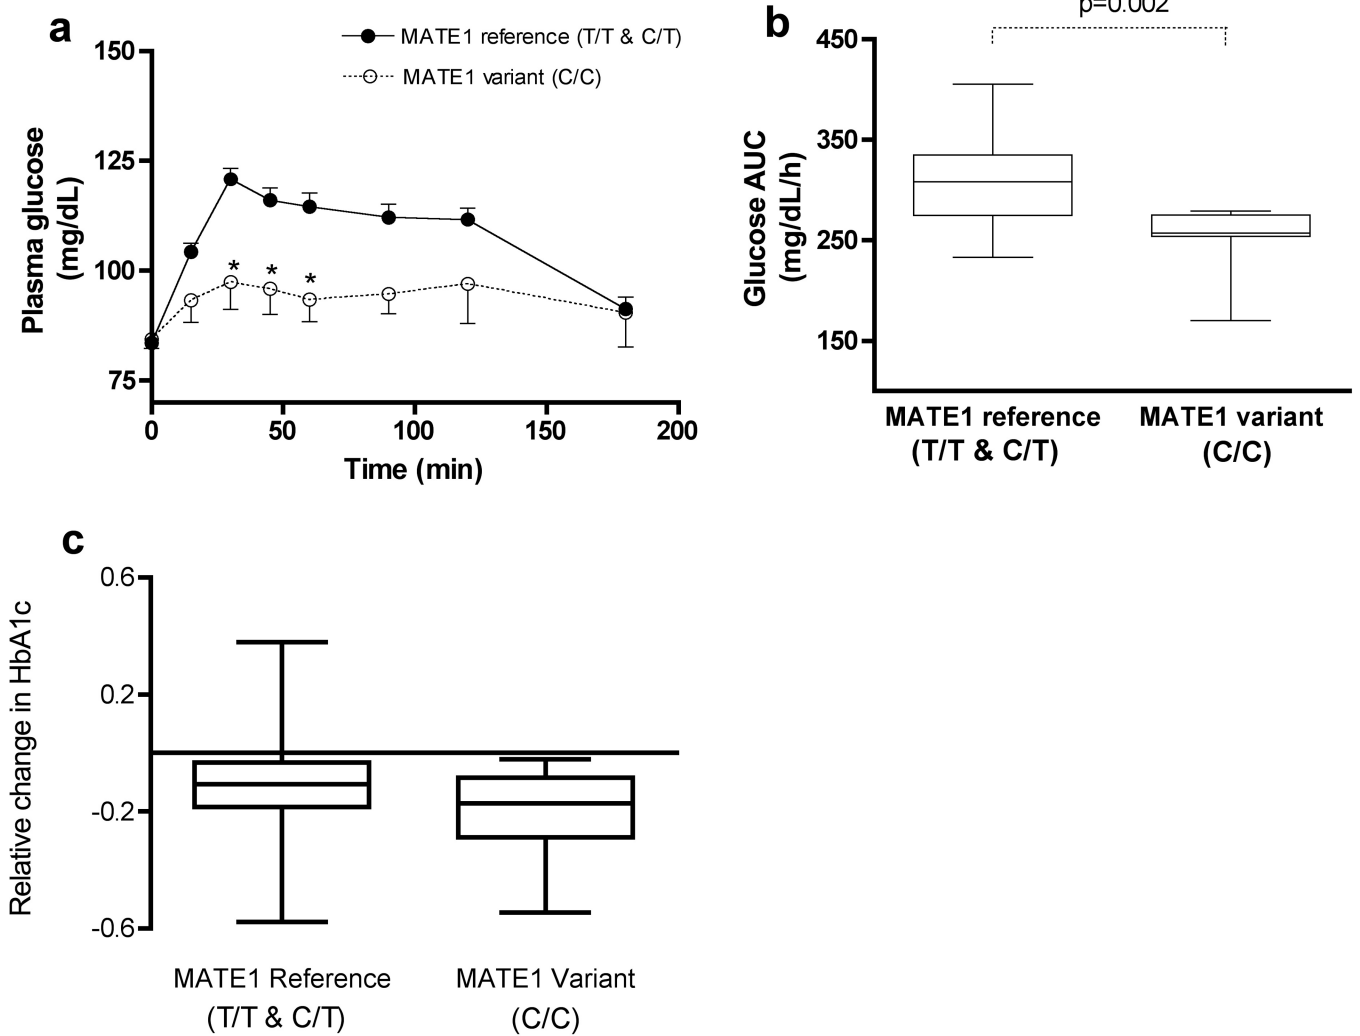 a
MATE1 reference (T/T & C/T)
MATE1 variant (C/C)
150
125
100
75
Plasma glucose
(mg/dL)
* * *
0 50 100 150 200
Time (min)
b
p=0.002
450
350
250
150
Glucose AUC
(mg/dL/h)
MATE1 reference
(T/T & C/T)
MATE1 variant
(C/C)
c
0.6
0.2
-0.2
-0.6
Relative change in HbA1c
MATE1 Reference
(T/T & C/T)
MATE1 Variant
(C/C)